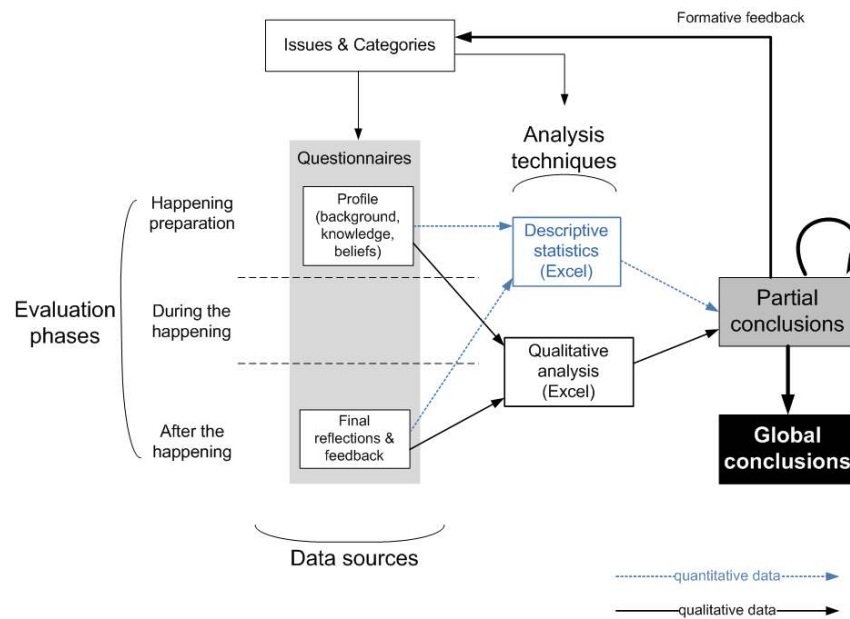 Formative feedback
Issues & Categories
Analysis
techniques
Questionnaires
Happening
preparation
Profile
(background,
knowledge,
beliefs)
Descriptive
statistics
(Excel)
Evaluation
phases
During the
happening
Partial
conclusions
Qualitative
analysis
(Excel)
After the
happening
Final
reflections &
feedback
Global
conclusions
Data sources
quantitative data
qualitative data